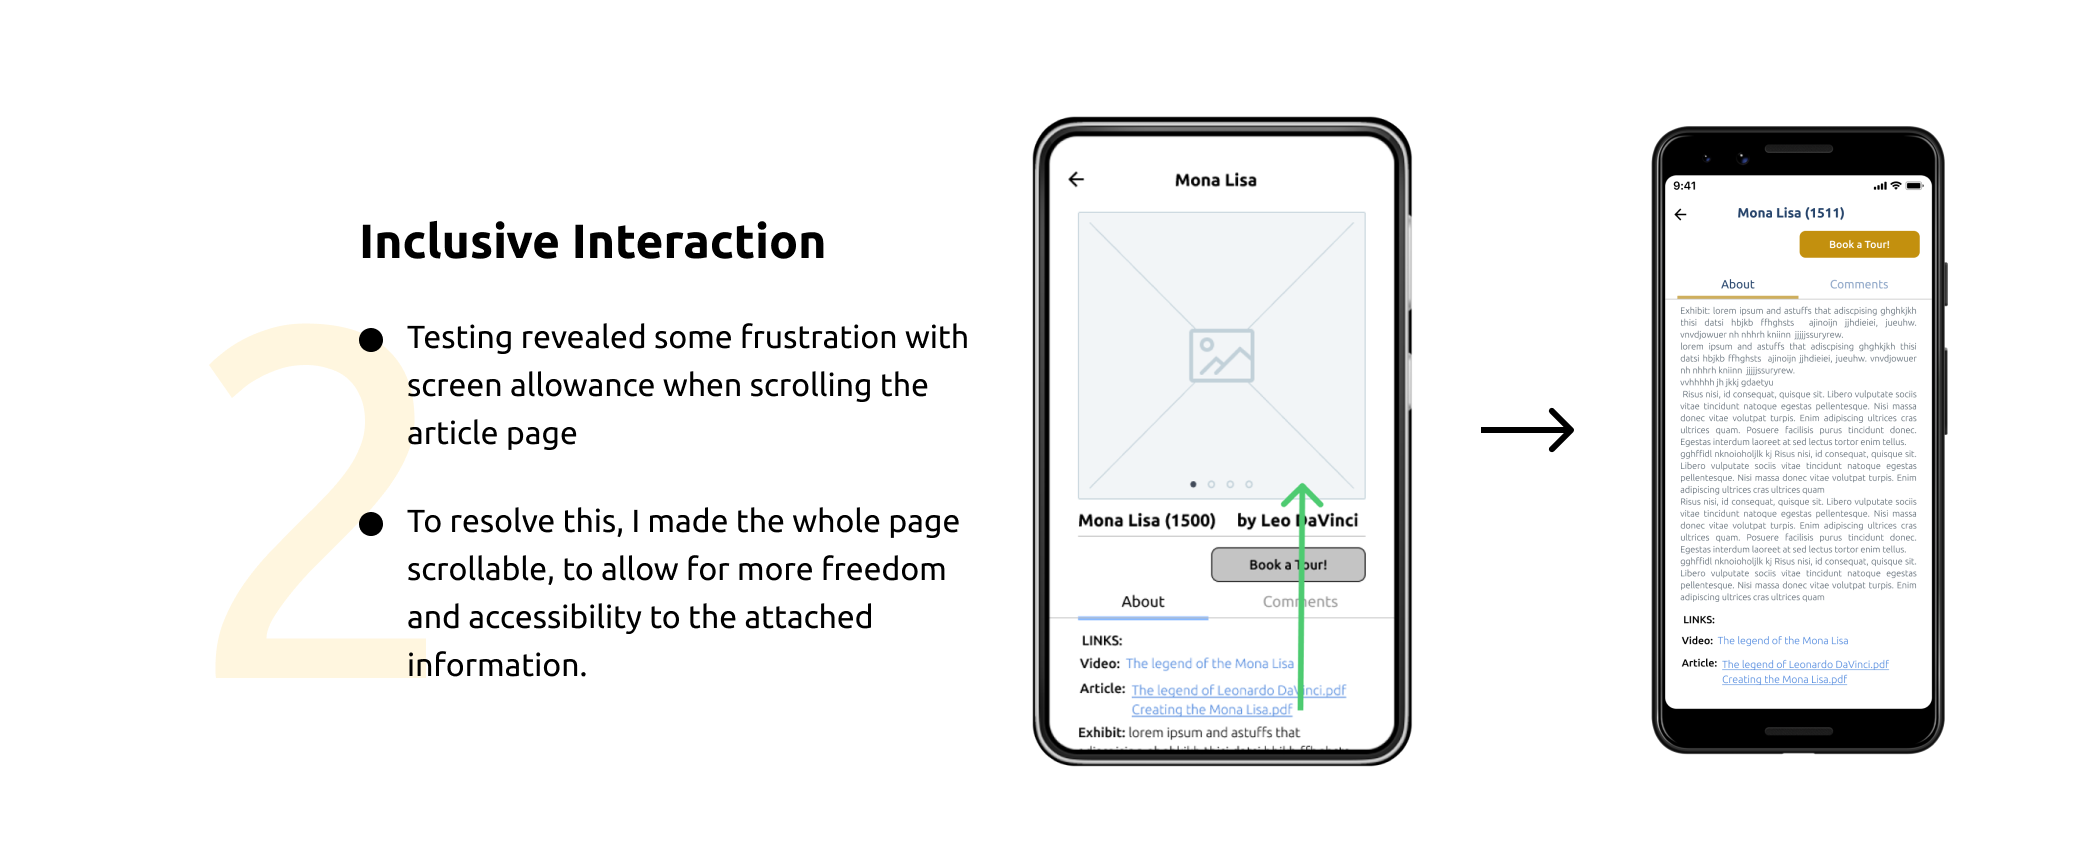 2
Inclusive Interaction
Testing revealed some frustration with
screen allowance when scrolling the
article page
To resolve this, I made the whole page
scrollable, to allow for more freedom
and accessibility to the attached
information.
Mona Lisa
Mona Lisa (1500) by Leo DaVinci
Book a Tour!
About Comments
LINKS:
Video: The legend of the Mona Lisa
Article: The legend of Leonardo DaVinci.pdf
Creating the Mona Lisa.pdf
Exhibit: lorem ipsum and astuffs that
9:41
Mona Lisa (1511)
Book a Tour!
About Comments
Exhibit: lorem ipsum and astuffs that adiscpising ghghkjkh
thisi datsi hbjkb ffhghsts ajinoijn jjhdieiei, jueuhw.
vnvdjowuer nh nhhrh kniinn jjjjjssuryrew.
lorem ipsum and astuffs that adiscpising ghghkjkh thisi
datsi hbjkb ffhghsts ajinoijn jjhdieiei, jueuhw. vnvdjowuer
nh nhhrh kniinn jjjjjssuryrew.
vvhhhhh jh jkkj gdaetyu
Risus nisi, id consequat, quisque sit. Libero vulputate sociis
vitae tincidunt natoque egestas pellentesque. Nisi massa
donec vitae volutpat turpis. Enim adipiscing ultrices cras
ultrices quam. Posuere facilisis purus tincidunt donec.
Egestas interdum laoreet at sed lectus tortor enim tellus.
gghffidl nknoioholjlk kj Risus nisi, id consequat, quisque sit.
Libero vulputate sociis vitae tincidunt natoque egestas
pellentesque. Nisi massa donec vitae volutpat turpis. Enim
adipiscing ultrices cras ultrices quam
Risus nisi, id consequat, quisque sit. Libero vulputate sociis
vitae tincidunt natoque egestas pellentesque. Nisi massa
donec vitae volutpat turpis. Enim adipiscing ultrices cras
ultrices quam. Posuere facilisis purus tincidunt donec.
Egestas interdum laoreet at sed lectus tortor enim tellus.
gghffidl nknoioholjlk kj Risus nisi, id consequat, quisque sit.
Libero vulputate sociis vitae tincidunt natoque egestas
pellentesque. Nisi massa donec vitae volutpat turpis. Enim
adipiscing ultrices cras ultrices quam
LINKS:
Video: The legend of the Mona Lisa
Article: The legend of Leonardo DaVinci.pdf
Creating the Mona Lisa.pdf